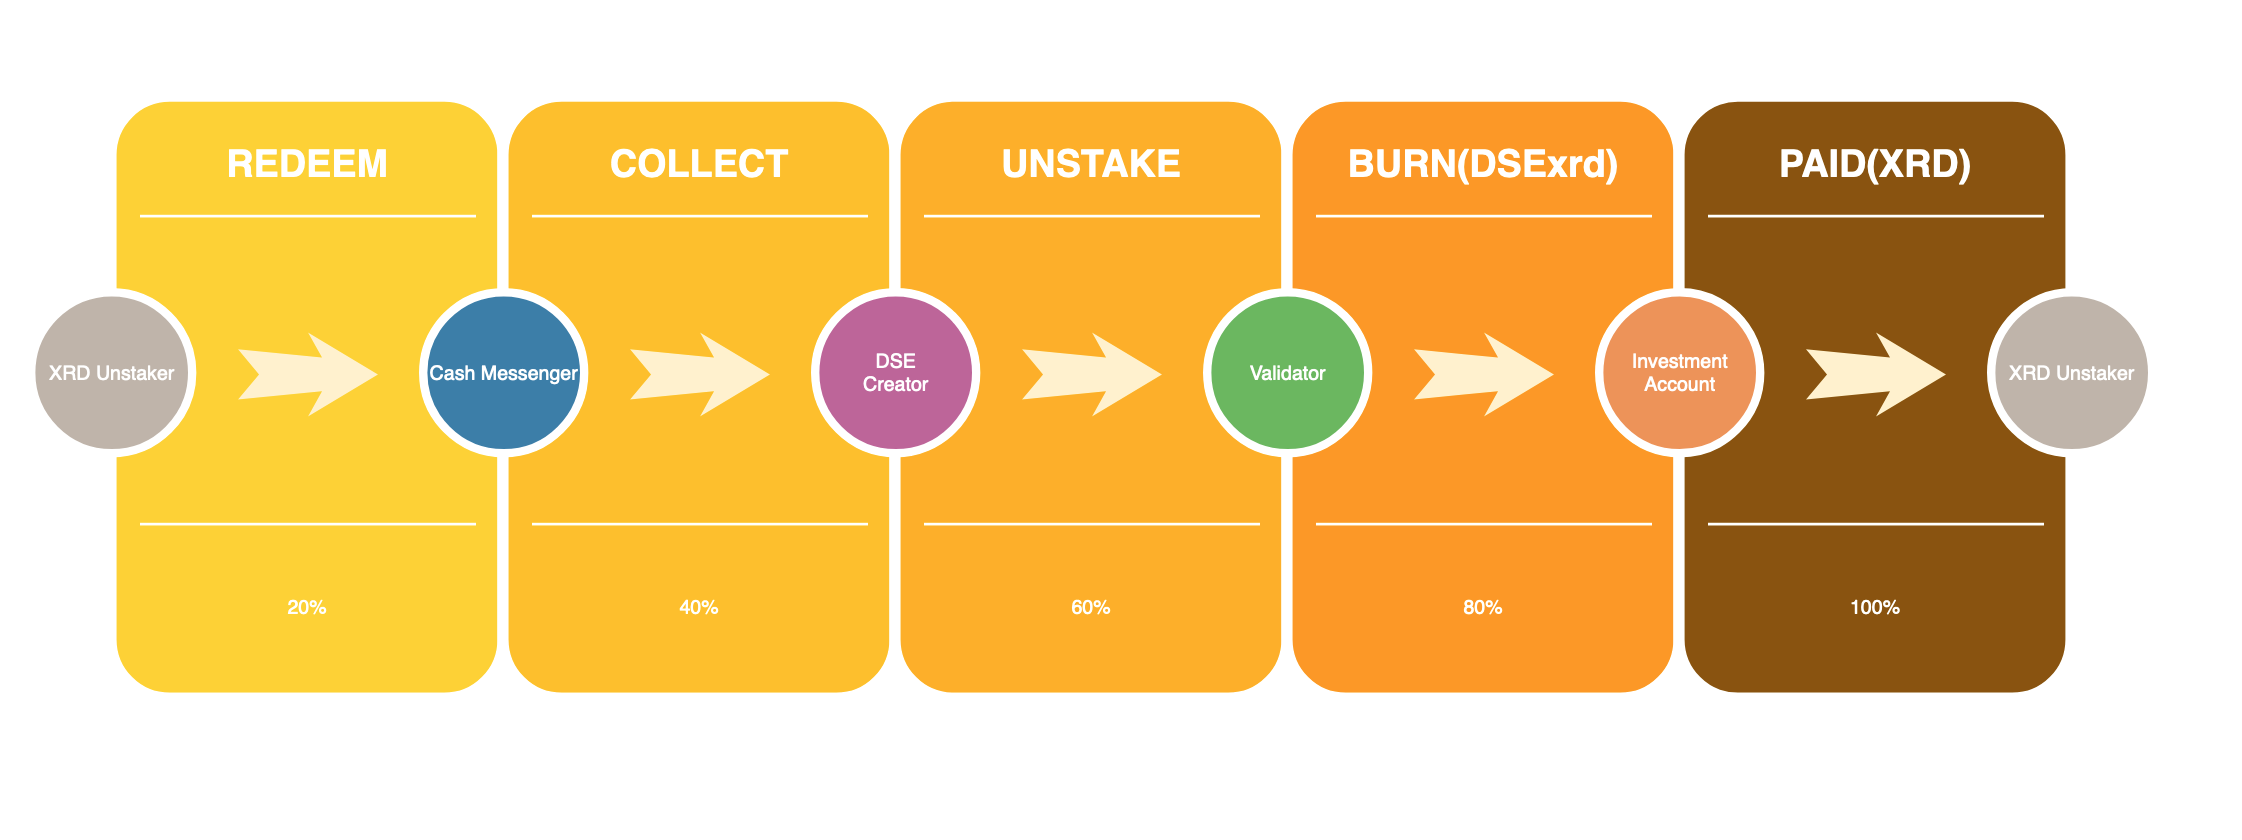 REDEEM
COLLECT
UNSTAKE
BURN(DSExrd)
PAID(XRD)
XRD Unstaker
Cash Messenger
DSE
Creator
Validator
Investment
Account
XRD Unstaker
20%
40%
60%
80%
100%